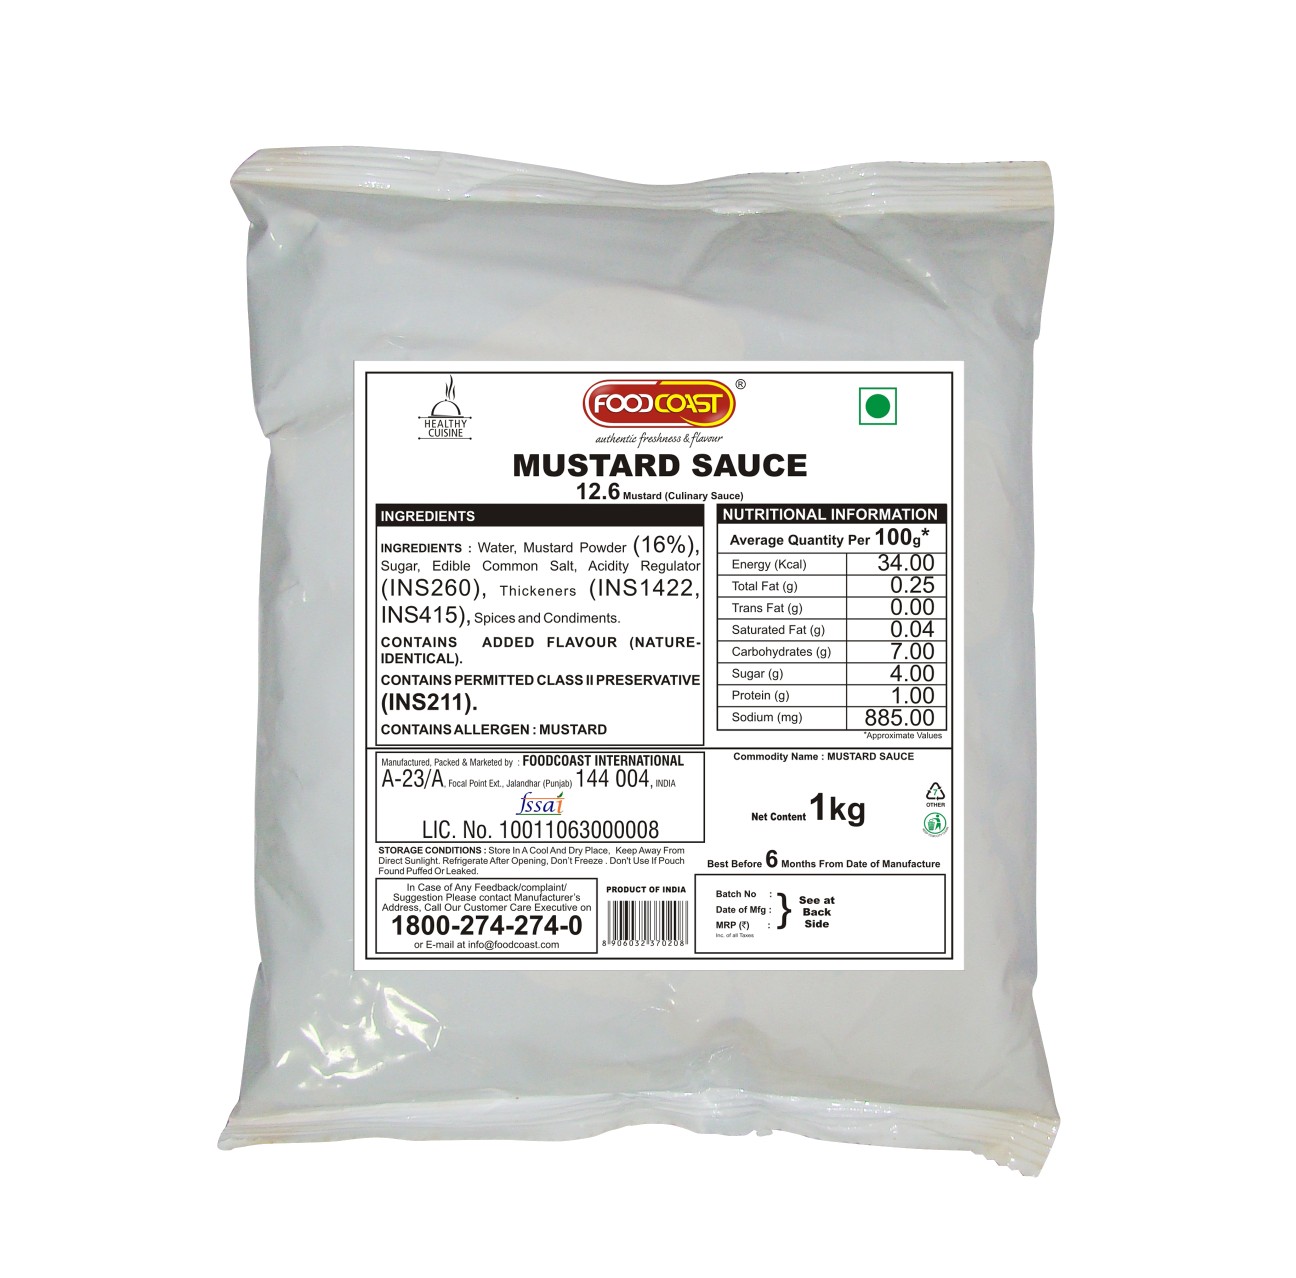 HEALTHY
CUISINE
FOODCOAST ®
authentic freshness & flavour
MUSTARD SAUCE
12.6 Mustard (Culinary Sauce)
INGREDIENTS
INGREDIENTS : Water, Mustard Powder (16%),
Sugar, Edible Common Salt, Acidity Regulator
(INS260), Thickeners (INS1422,
INS415), Spices and Condiments.
CONTAINS ADDED FLAVOUR (NATURE-
IDENTICAL).
CONTAINS PERMITTED CLASS II PRESERVATIVE
(INS211).
CONTAINS ALLERGEN : MUSTARD
NUTRITIONAL INFORMATION
Average Quantity Per 100g*
Energy (Kcal) 34.00
Total Fat (g) 0.25
Trans Fat (g) 0.00
Saturated Fat (g) 0.04
Carbohydrates (g) 7.00
Sugar (g) 4.00
Protein (g) 1.00
Sodium (mg) 885.00
*Approximate Values
Manufactured, Packed & Marketed by : FOODCOAST INTERNATIONAL
A-23/A, Focal Point Ext., Jalandhar (Punjab) 144 004, INDIA
fssai
LIC. No. 10011063000008
Commodity Name : MUSTARD SAUCE
Net Content 1kg
7
OTHER
STORAGE CONDITIONS : Store In A Cool And Dry Place, Keep Away From
Direct Sunlight. Refrigerate After Opening, Don't Freeze . Don't Use If Pouch
Found Puffed Or Leaked.
Best Before 6 Months From Date of Manufacture
In Case of Any Feedback/complaint/
Suggestion Please contact Manufacturer's
Address, Call Our Customer Care Executive on
1800-274-274-0
or E-mail at info@foodcoast.com
PRODUCT OF INDIA
8 906032 370208
Batch No :
Date of Mfg :
MRP (₹) :
Inc. of all Taxes
See at
Back
Side